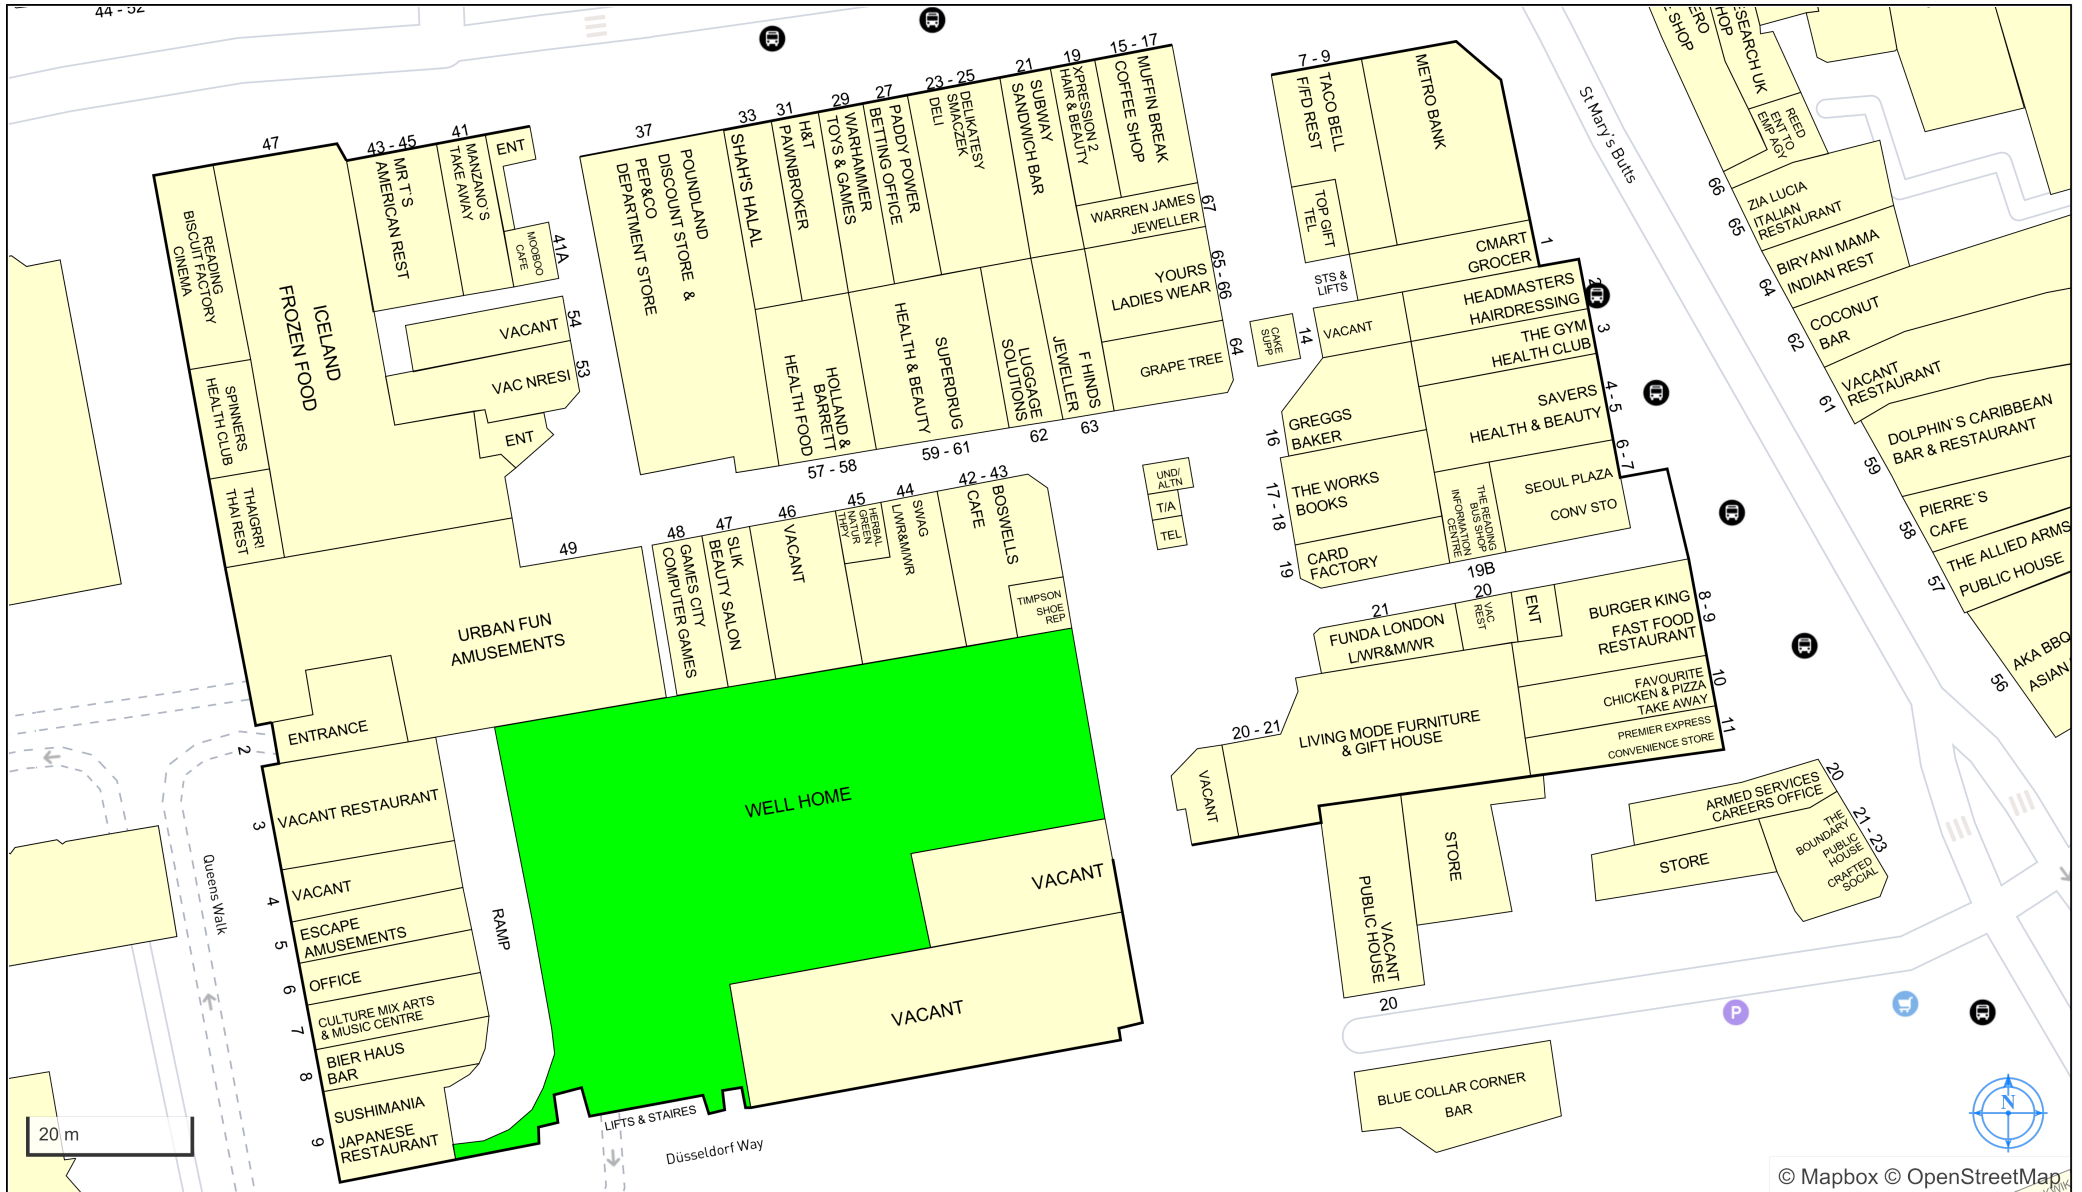 44 - 52
47
READING
BISCUIT FACTORY
CINEMA
SPINNERS
HEALTH CLUB
THAIGRR!
THAI REST
ICELAND
FROZEN FOOD
43 - 45
MR T'S
AMERICAN REST
41
MANZANO'S
TAKE AWAY
ENT
41A
MOOBOO
CAFE
54
VACANT
53
VAC NRESI
ENT
37
POUNDLAND
DISCOUNT STORE &
PEP&CO
DEPARTMENT STORE
33
SHAH'S HALAL
31
H&T
PAWNBROKER
29
WARHAMMER
TOYS & GAMES
27
PADDY POWER
BETTING OFFICE
23 - 25
DELIKATESY
SMACZEK
DELI
21
SUBWAY
SANDWICH BAR
19
XPRESSION 2
HAIR & BEAUTY
15 - 17
MUFFIN BREAK
COFFEE SHOP
67
WARREN JAMES
JEWELLER
65 - 66
YOURS
LADIES WEAR
64
GRAPE TREE
HOLLAND &
BARRETT
HEALTH FOOD
57 - 58
SUPERDRUG
HEALTH & BEAUTY
59 - 61
LUGGAGE
SOLUTIONS
62
F HINDS
JEWELLER
63
7 - 9
TACO BELL
F/FD REST
METRO BANK
TOP GIFT
TEL
STS &
LIFTS
CMART
GROCER
1
HEADMASTERS
HAIRDRESSING
2
THE GYM
HEALTH CLUB
3
SAVERS
HEALTH & BEAUTY
4 - 5
6 - 7
SEOUL PLAZA
CONV STO
THE READING
BUS SHOP
INFORMATION
CENTRE
VACANT
14
CAKE
SUPP
GREGGS
BAKER
16
THE WORKS
BOOKS
17 - 18
CARD
FACTORY
19
19B
UND/
ALTN
T/A
TEL
49
URBAN FUN
AMUSEMENTS
ENTRANCE
48
GAMES CITY
COMPUTER GAMES
47
SLIK
BEAUTY SALON
46
VACANT
45
HERBAL
GREEN
NATUR
THPY
44
SWAG
L/WR&M/WR
42 - 43
BOSWELLS
CAFE
TIMPSON
SHOE
REP
21
FUNDA LONDON
L/WR&M/WR
20
VAC
REST
ENT
BURGER KING
FAST FOOD
RESTAURANT
8 - 9
FAVOURITE
CHICKEN & PIZZA
TAKE AWAY
10
PREMIER EXPRESS
CONVENIENCE STORE
11
20 - 21
LIVING MODE FURNITURE
& GIFT HOUSE
VACANT
VACANT
PUBLIC HOUSE
20
STORE
WELL HOME
VACANT
VACANT
RAMP
2
VACANT RESTAURANT
3
VACANT
4
ESCAPE
AMUSEMENTS
5
OFFICE
6
CULTURE MIX ARTS
& MUSIC CENTRE
7
BIER HAUS
BAR
8
SUSHIMANIA
JAPANESE
RESTAURANT
9
LIFTS & STAIRES
Düsseldorf Way
Queens Walk
St Mary's Butts
SHOP
SEARCH UK
REED
ENT TO
EMP AGY
66
ZIA LUCIA
ITALIAN
RESTAURANT
65
BIRYANI MAMA
INDIAN REST
64
COCONUT
BAR
62
VACANT
RESTAURANT
61
DOLPHIN`S CARIBBEAN
BAR & RESTAURANT
59
PIERRE`S
CAFE
58
THE ALLIED ARMS
PUBLIC HOUSE
57
AKA BBQ
ASIAN
56
ARMED SERVICES
CAREERS OFFICE
20
STORE
THE
BOUNDARY
PUBLIC
HOUSE
CRAFTED
SOCIAL
21 - 23
BLUE COLLAR CORNER
BAR
P
N
20 m
© Mapbox © OpenStreetMap